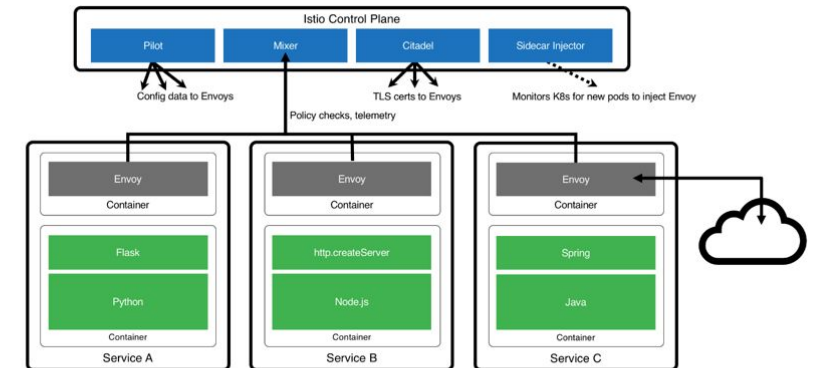 Istio Control Plane
Pilot
Mixer
Citadel
Sidecar Injector
Config data to Envoys
TLS certs to Envoys
Monitors K8s for new pods to inject Envoy
Policy checks, telemetry
Envoy
Container
Flask
Python
Container
Service A
Envoy
Container
http.createServer
Node.js
Container
Service B
Envoy
Container
Spring
Java
Container
Service C